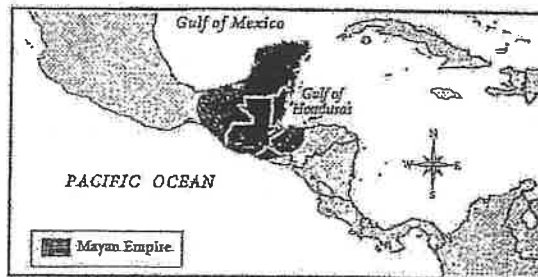 Gulf of Mexico
Gulf of
Honduras
N
W E
S
PACIFIC OCEAN
Mayan Empire